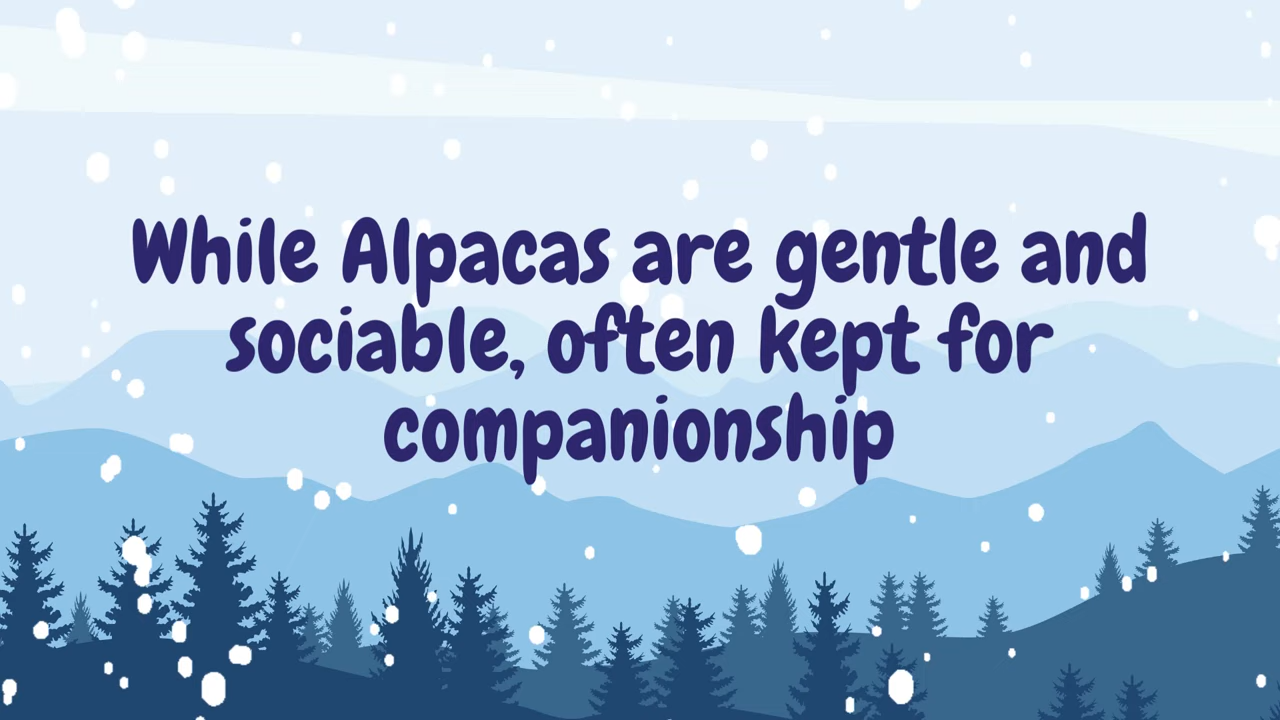 While Alpacas are gentle and
sociable, often kept for
companionship